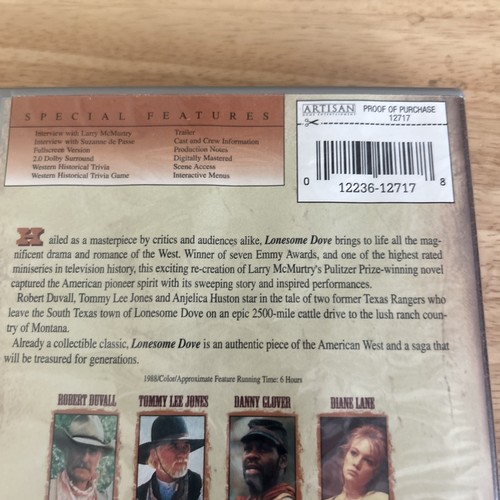 SPECIAL FEATURES
Interview with Larry McMurtry
Interview with Suzanne de Passe
Fullscreen Version
2.0 Dolby Surround
Western Historical Trivia
Western Historical Trivia Game
Trailer
Cast and Crew Information
Production Notes
Digitally Mastered
Scene Access
Interactive Menus
ARTISAN
HOME ENTERTAINMENT
PROOF OF PURCHASE
12717
0 12236-12717 8
Hailed as a masterpiece by critics and audiences alike, Lonesome Dove brings to life all the mag-
nificent drama and romance of the West. Winner of seven Emmy Awards, and one of the highest rated
miniseries in television history, this exciting re-creation of Larry McMurtry's Pulitzer Prize-winning novel
captured the American pioneer spirit with its sweeping story and inspired performances.
Robert Duvall, Tommy Lee Jones and Anjelica Huston star in the tale of two former Texas Rangers who
leave the South Texas town of Lonesome Dove on an epic 2500-mile cattle drive to the lush ranch coun-
try of Montana.
Already a collectible classic, Lonesome Dove is an authentic piece of the American West and a saga that
will be treasured for generations.
1988/Color/Approximate Feature Running Time: 6 Hours
ROBERT DUVALL
TOMMY LEE JONES
DANNY GLOVER
DIANE LANE